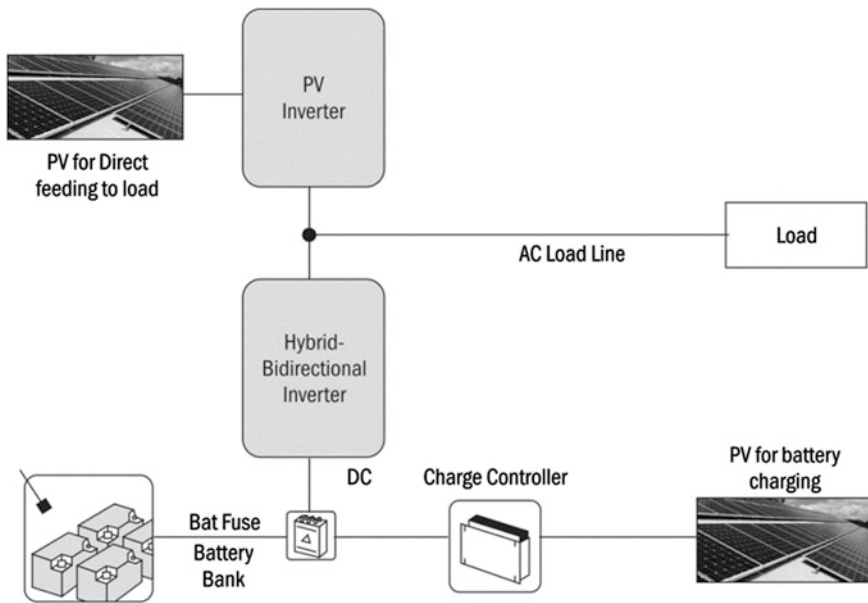 PV
Inverter
PV for Direct
feeding to load
AC Load Line
Load
Hybrid-
Bidirectional
Inverter
DC
Charge Controller
PV for battery
charging
Bat Fuse
Battery
Bank